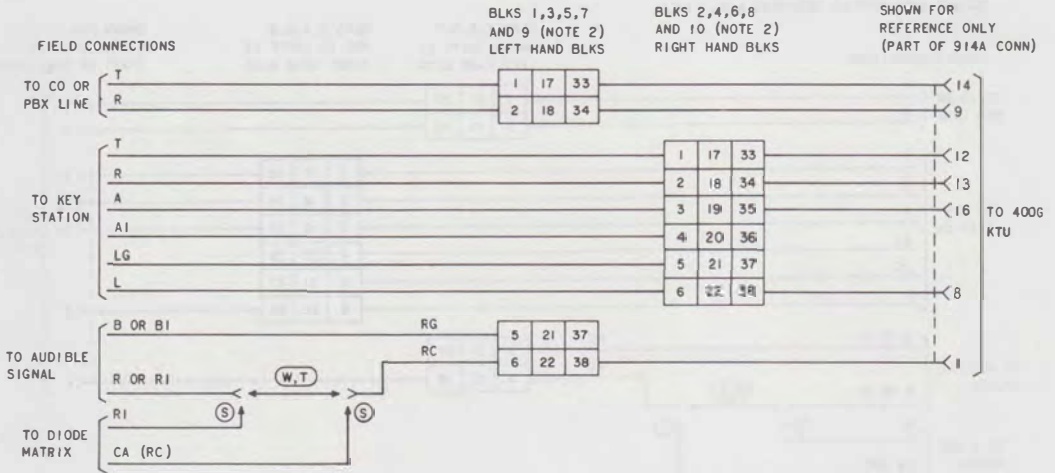 BLKS 1,3,5,7
AND 9 (NOTE 2)
LEFT HAND BLKS
BLKS 2,4,6,8
AND 10 (NOTE 2)
RIGHT HAND BLKS
SHOWN FOR
REFERENCE ONLY
(PART OF 914A CONN)
FIELD CONNECTIONS
TO CO OR
PBX LINE
T
1 17 33
14
R
2 18 34
9
TO KEY
STATION
T
1 17 33
12
R
2 18 34
13
A
3 19 35
16
A1
4 20 36
LG
5 21 37
L
6 22 38
8
TO 400G
KTU
TO AUDIBLE
SIGNAL
B OR B1
RG
5 21 37
R OR R1
W,T
RC
6 22 38
1
TO DIODE
MATRIX
R1
S
S
CA (RC)